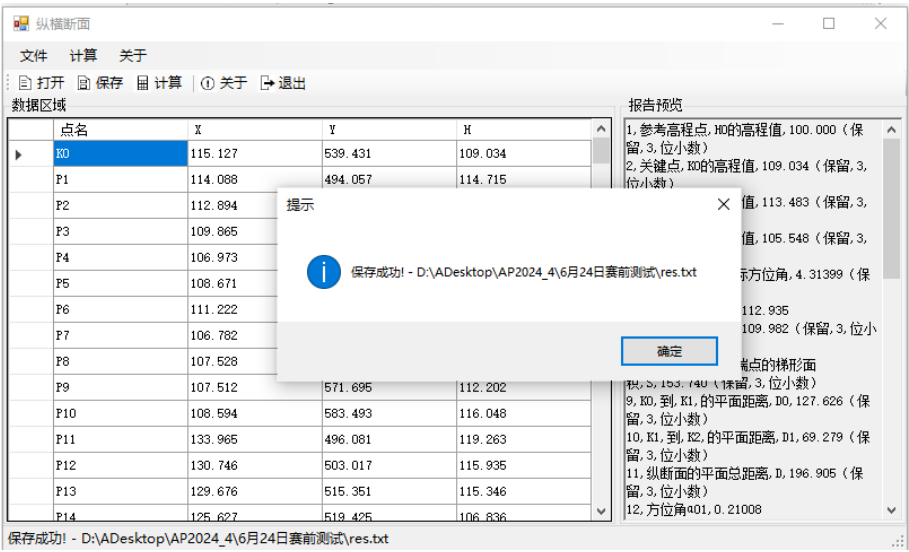 纵横断面
文件 计算 关于
打开 保存 计算 关于 退出
数据区域
点名 X Y H
K0 115.127 539.431 109.034
P1 114.088 494.057 114.715
P2 112.894
P3 109.865
P4 106.973
P5 108.671
P6 111.222
P7 106.782
P8 107.528
P9 107.512 571.695 112.202
P10 108.594 583.493 116.048
P11 133.965 496.081 119.263
P12 130.746 503.017 115.935
P13 129.676 515.351 115.346
P14 125.627 519.425 106.836
提示
保存成功! - D:\ADesktop\AP2024_4\6月24日赛前测试\res.txt
确定
报告预览
1,参考高程点,H0的高程值,100.000（保
留,3,位小数）
2,关键点,K0的高程值,109.034（保留,3,
位小数）
值,113.483（保留,3,
值,105.548（保留,3,
标方位角,4.31399（保
112.935
109.982（保留,3,位小
端点的梯形面
积,S,153.740（保留,3,位小数）
9,K0,到,K1,的平面距离,D0,127.626（保
留,3,位小数）
10,K1,到,K2,的平面距离,D1,69.279（保
留,3,位小数）
11,纵断面的平面总距离,D,196.905（保
留,3,位小数）
12,方位角α01,0.21008
保存成功! - D:\ADesktop\AP2024_4\6月24日赛前测试\res.txt